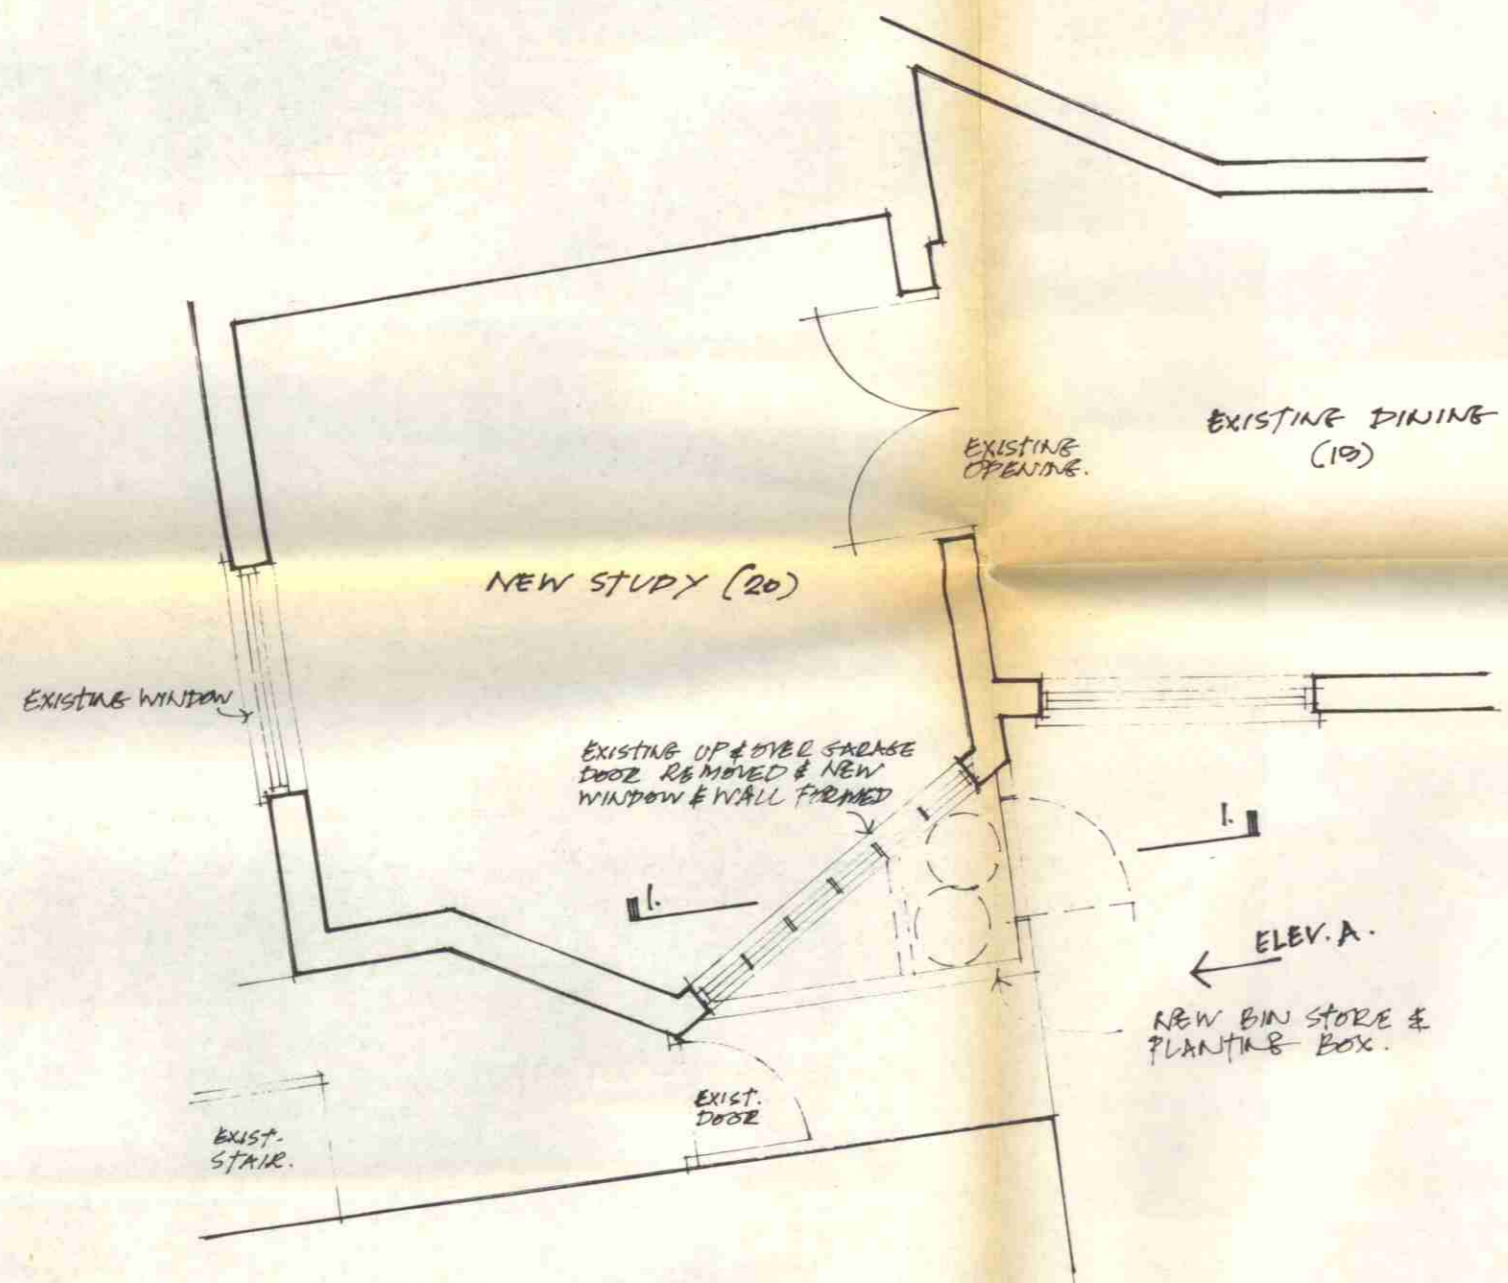 EXISTING DINING
(19)
EXISTING
OPENING.
NEW STUDY (20)
EXISTING WINDOW
EXISTING UP & OVER GARAGE
DOOR REMOVED & NEW
WINDOW & WALL FORMED
1.
1.
ELEV. A.
NEW BIN STORE &
PLANTING BOX.
EXIST.
DOOR
EXIST.
STAIR.